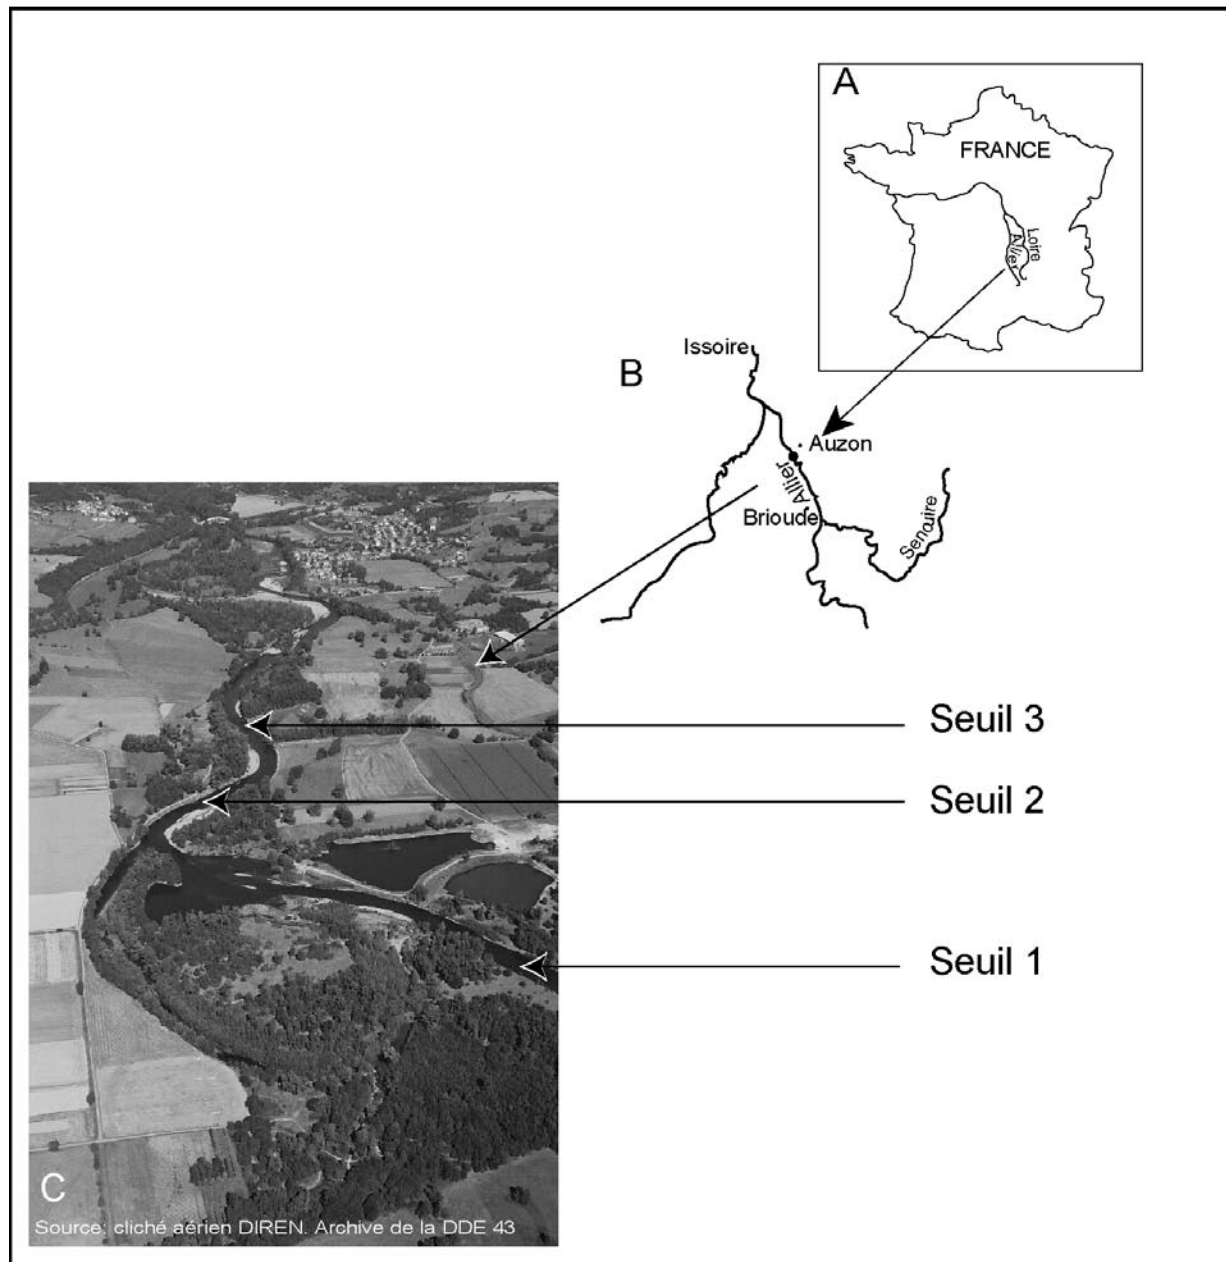 A
FRANCE
Loire
Allier
Issoire
B
Auzon
Allier
Brioude
Senouire
Seuil 3
Seuil 2
Seuil 1
C
Source: cliché aérien DIREN. Archive de la DDE 43